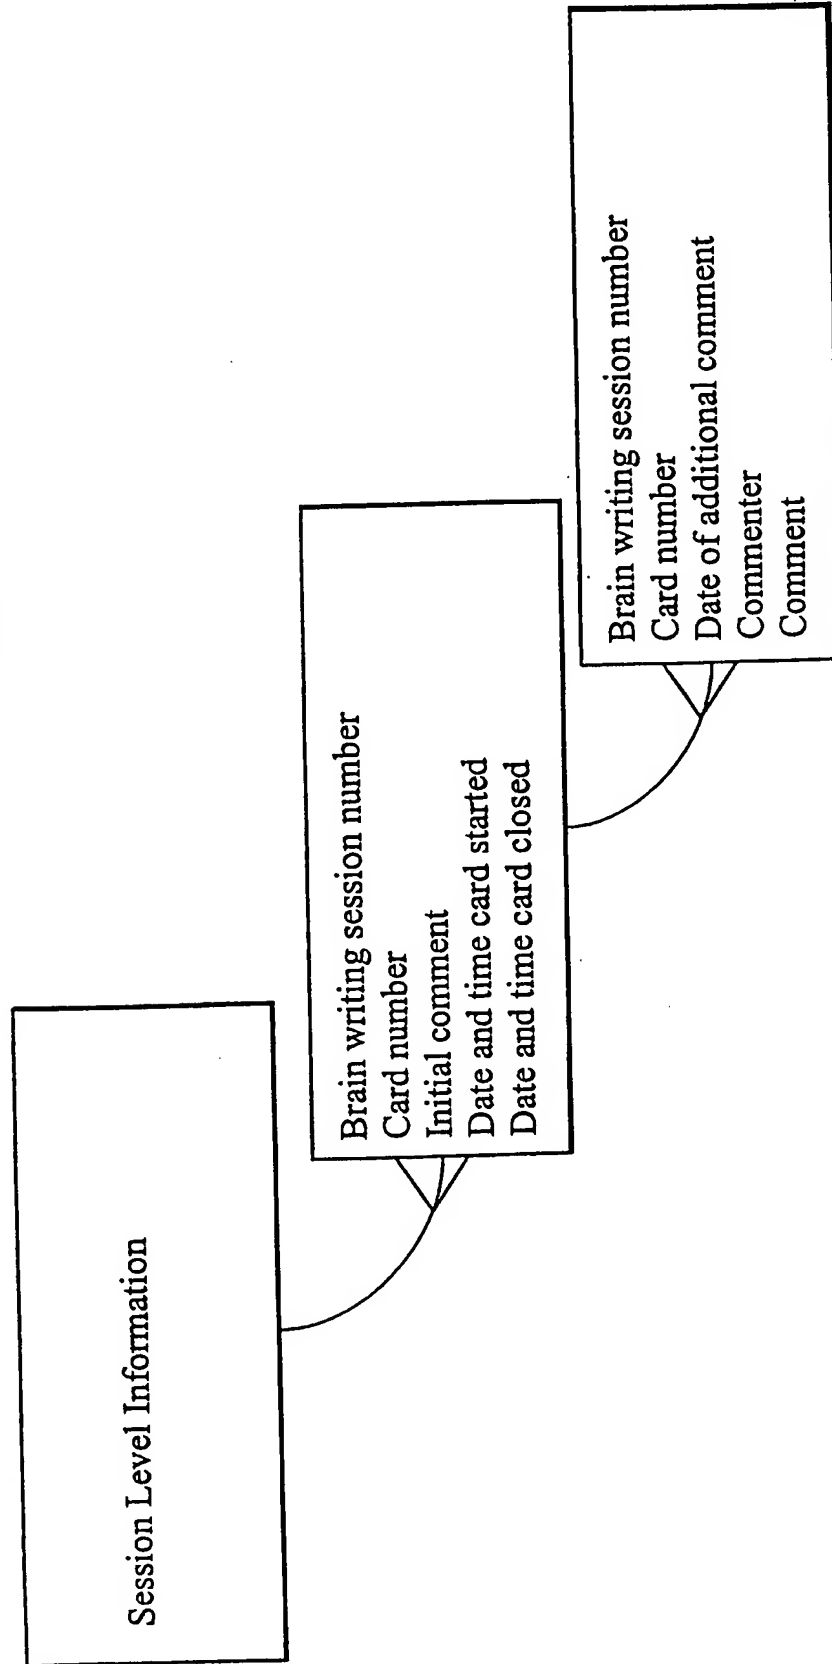 Session Level Information
Brain writing session number
Card number
Initial comment
Date and time card started
Date and time card closed
Brain writing session number
Card number
Date of additional comment
Commenter
Comment